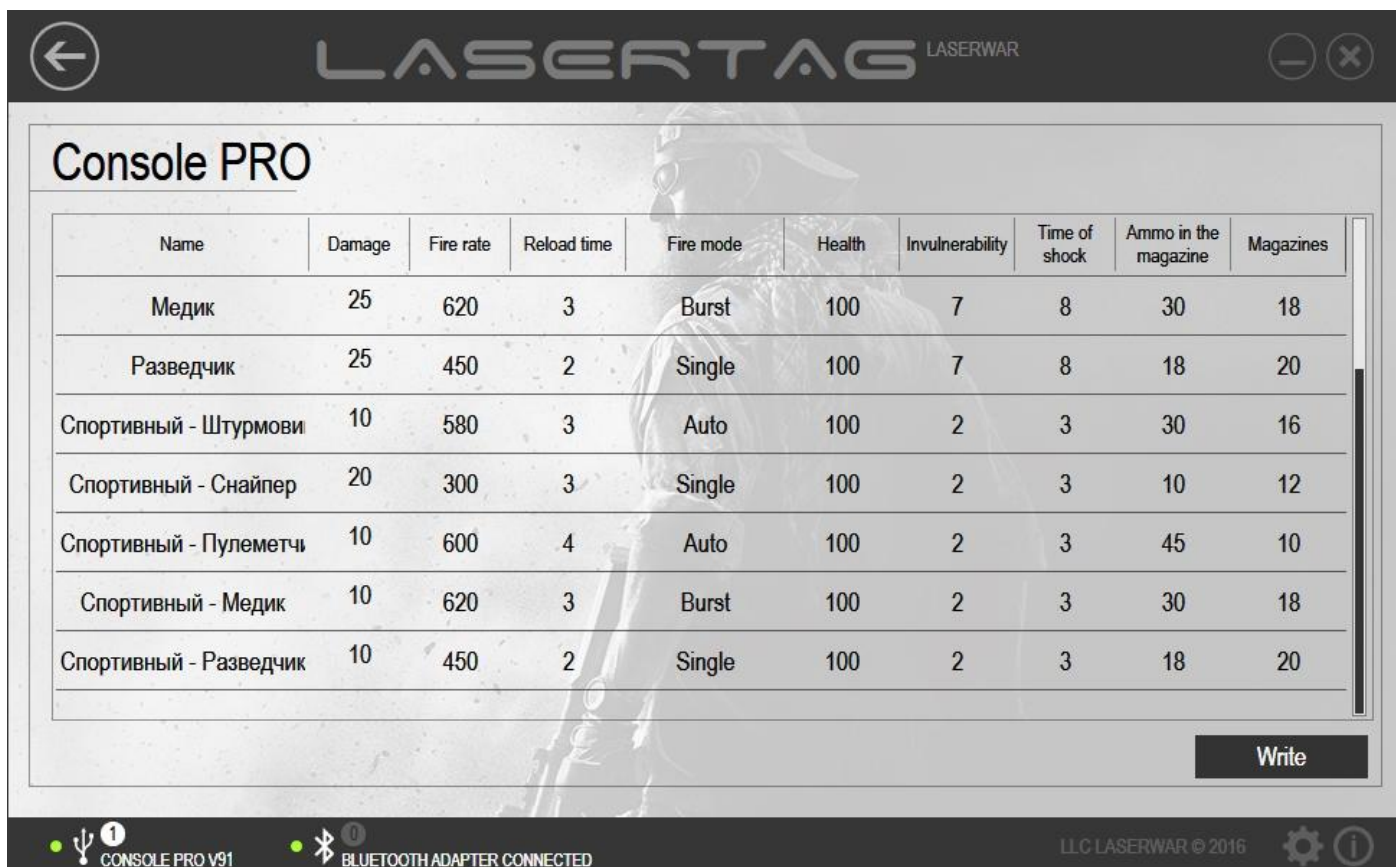 LASERTAG LASERWAR
Console PRO
Name Damage Fire rate Reload time Fire mode Health Invulnerability Time of shock Ammo in the magazine Magazines
Медик 25 620 3 Burst 100 7 8 30 18
Разведчик 25 450 2 Single 100 7 8 18 20
Спортивный - Штурмови 10 580 3 Auto 100 2 3 30 16
Спортивный - Снайпер 20 300 3 Single 100 2 3 10 12
Спортивный - Пулеметчи 10 600 4 Auto 100 2 3 45 10
Спортивный - Медик 10 620 3 Burst 100 2 3 30 18
Спортивный - Разведчик 10 450 2 Single 100 2 3 18 20
Write
1 0
CONSOLE PRO V91 BLUETOOTH ADAPTER CONNECTED LLC LASERWAR © 2016